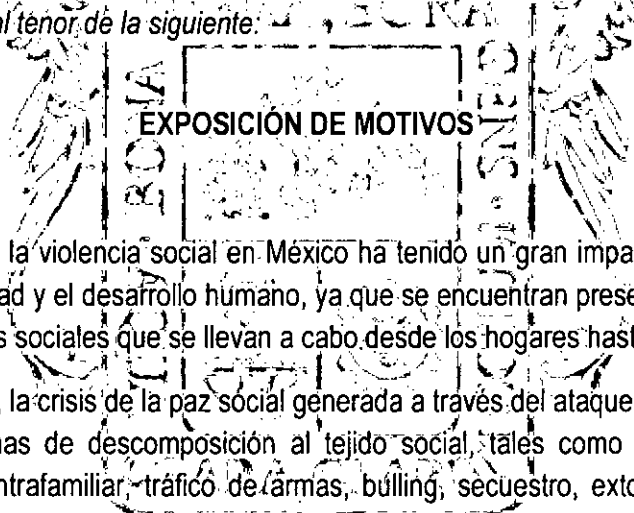 al tenor de la siguiente:
EXPOSICIÓN DE MOTIVOS
la violencia social en México ha tenido un gran impa
ad y el desarrollo humano, ya que se encuentran prese
s sociales que se llevan a cabo desde los hogares hast
, la crisis de la paz social generada a través del ataque
nas de descomposición al tejido social, tales como
ntrafamiliar, tráfico de armas, bulling, secuestro, exto